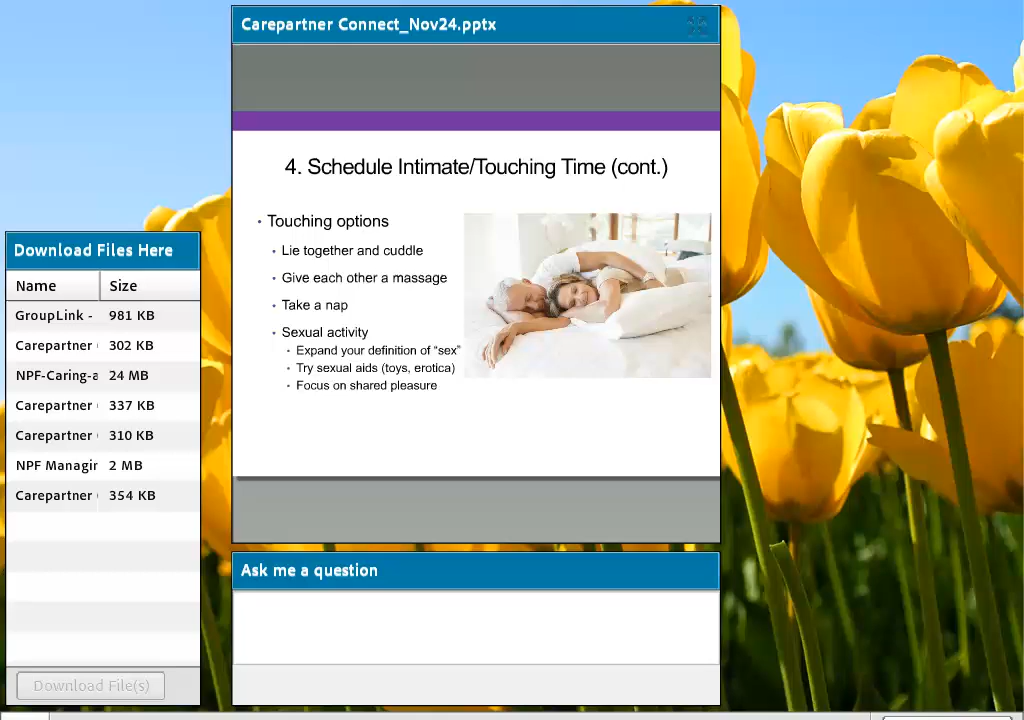 Carepartner Connect_Nov24.pptx
4. Schedule Intimate/Touching Time (cont.)
• Touching options
• Lie together and cuddle
• Give each other a massage
• Take a nap
• Sexual activity
• Expand your definition of “sex”
• Try sexual aids (toys, erotica)
• Focus on shared pleasure
Download Files Here
Name Size
GroupLink - 981 KB
Carepartner 302 KB
NPF-Caring-a 24 MB
Carepartner 337 KB
Carepartner 310 KB
NPF Managin 2 MB
Carepartner 354 KB
Download File(s)
Ask me a question